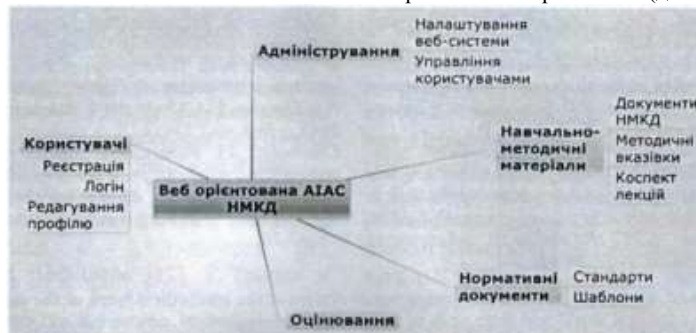 Адміністрування
Налаштування
веб-системи
Управління
користувачами
Користувачі
Реєстрація
Логін
Редагування
профілю
Веб орієнтована АІАС
НМКД
Навчально-
методичні
матеріали
Документи
НМКД
Методичні
вказівки
Коспект
лекцій
Нормативні
документи
Стандарти
Шаблони
Оцінювання